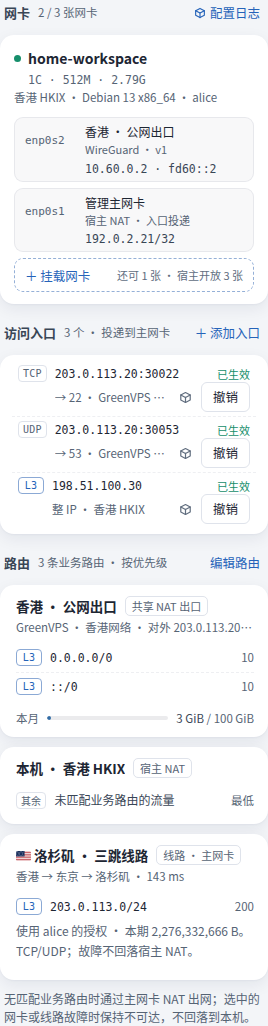 网卡 2 / 3 张网卡 配置日志
home-workspace
1C · 512M · 2.79G
香港 HKIX · Debian 13 x86_64 · alice
enp0s2 香港 · 公网出口
WireGuard · v1
10.60.0.2 · fd60::2
enp0s1 管理主网卡
宿主 NAT · 入口投递
192.0.2.21/32
＋ 挂载网卡 还可 1 张 · 宿主开放 3 张
访问入口 3 个 · 投递到主网卡 ＋ 添加入口
TCP 203.0.113.20:30022 已生效
→ 22 · GreenVPS ··· 撤销
UDP 203.0.113.20:30053 已生效
→ 53 · GreenVPS ··· 撤销
L3 198.51.100.30 已生效
整 IP · 香港 HKIX 撤销
路由 3 条业务路由 · 按优先级 编辑路由
香港 · 公网出口 共享 NAT 出口
GreenVPS · 香港网络 · 对外 203.0.113.20···
L3 0.0.0.0/0 10
L3 ::/0 10
本月 3 GiB / 100 GiB
本机 · 香港 HKIX 宿主 NAT
其余 未匹配业务路由的流量 最低
🇺🇸 洛杉矶 · 三跳线路 线路 · 主网卡
香港 → 东京 → 洛杉矶 · 143 ms
L3 203.0.113.0/24 200
使用 alice 的授权 · 本期 2,276,332,666 B。
TCP/UDP；故障不回落宿主 NAT。
无匹配业务路由时通过主网卡 NAT 出网；选中的
网卡或线路故障时保持不可达，不回落到本机。